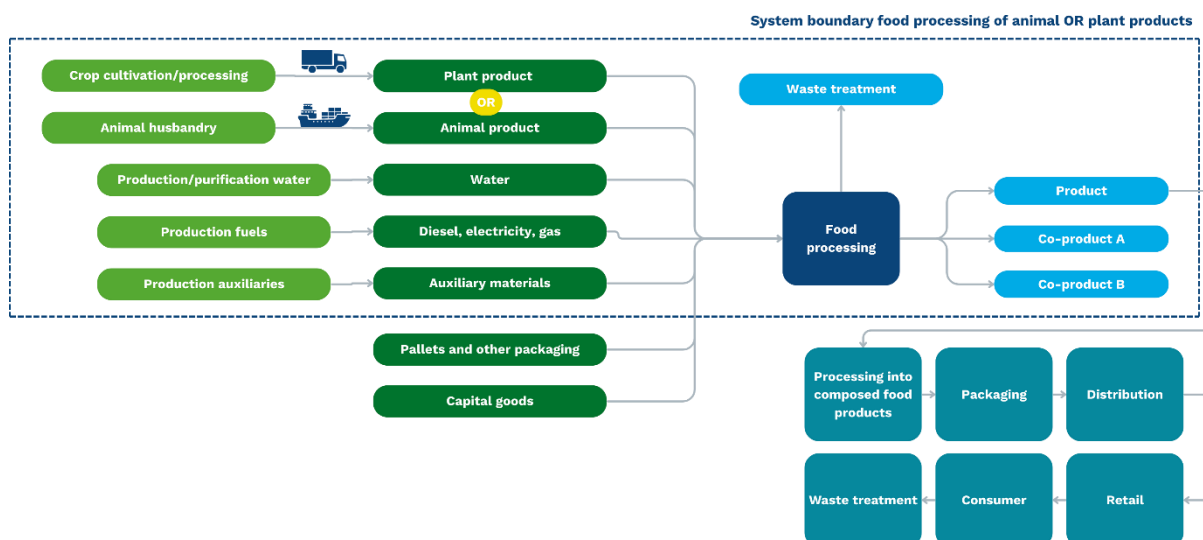 System boundary food processing of animal OR plant products
Crop cultivation/processing
Plant product
OR
Waste treatment
Animal husbandry
Animal product
Production/purification water
Water
Product
Production fuels
Diesel, electricity, gas
Food
processing
Co-product A
Production auxiliaries
Auxiliary materials
Co-product B
Pallets and other packaging
Capital goods
Processing into
composed food
products
Packaging
Distribution
Waste treatment
Consumer
Retail